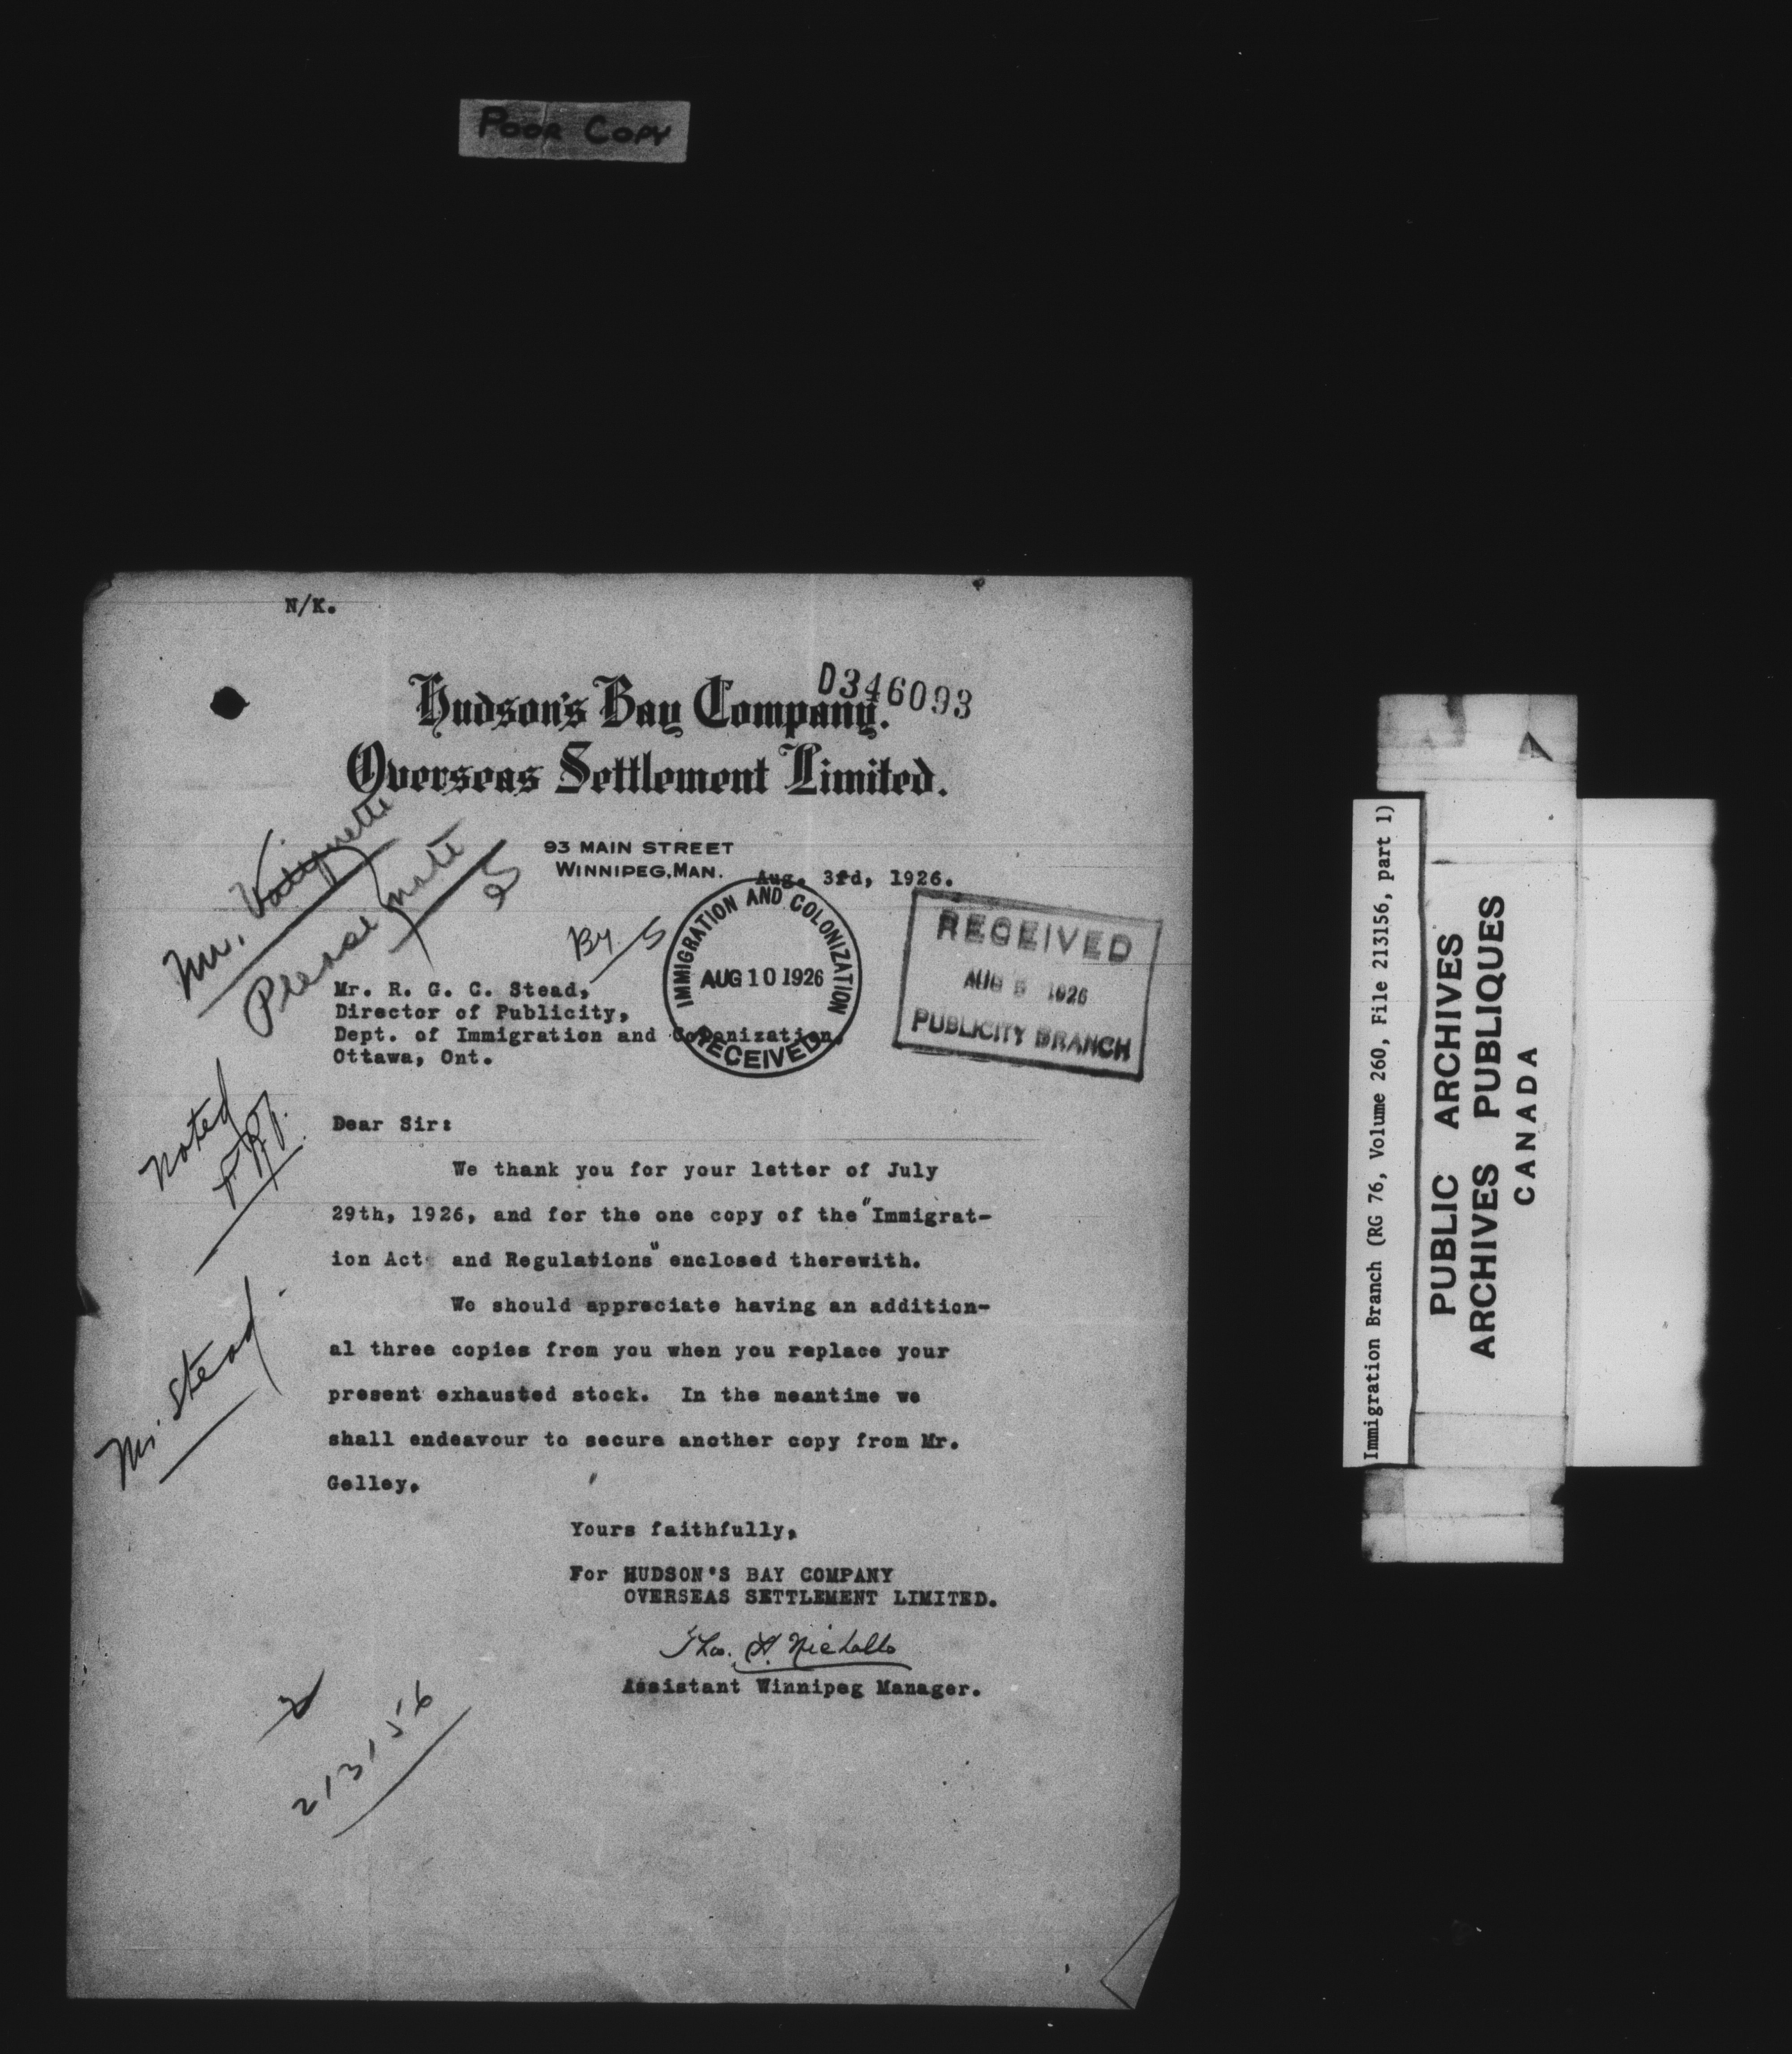 POOR COPY
N/K.
D346093
Hudson's Bay Company.
Overseas Settlement Limited.
93 MAIN STREET
WINNIPEG, MAN.
Aug. 3rd, 1926.
Mr.
Please note
S
By S
IMMIGRATION AND COLONIZATION
AUG 10 1926
RECEIVED
RECEIVED
AUG 5 1926
PUBLICITY BRANCH
Mr. R. G. C. Stead,
Director of Publicity,
Dept. of Immigration and Colonization,
Ottawa, Ont.
Noted
Dear Sir:
We thank you for your letter of July
29th, 1926, and for the one copy of the "Immigrat-
ion Act and Regulations" enclosed therewith.
We should appreciate having an addition-
al three copies from you when you replace your
present exhausted stock. In the meantime we
shall endeavour to secure another copy from Mr.
Gelley.
Mr. Stead
Yours faithfully,
For HUDSON'S BAY COMPANY
OVERSEAS SETTLEMENT LIMITED.
Thos. H. Nicholls
Assistant Winnipeg Manager.
213156
Immigration Branch (RG 76, Volume 260, File 213156, part 1)
PUBLIC ARCHIVES
ARCHIVES PUBLIQUES
CANADA